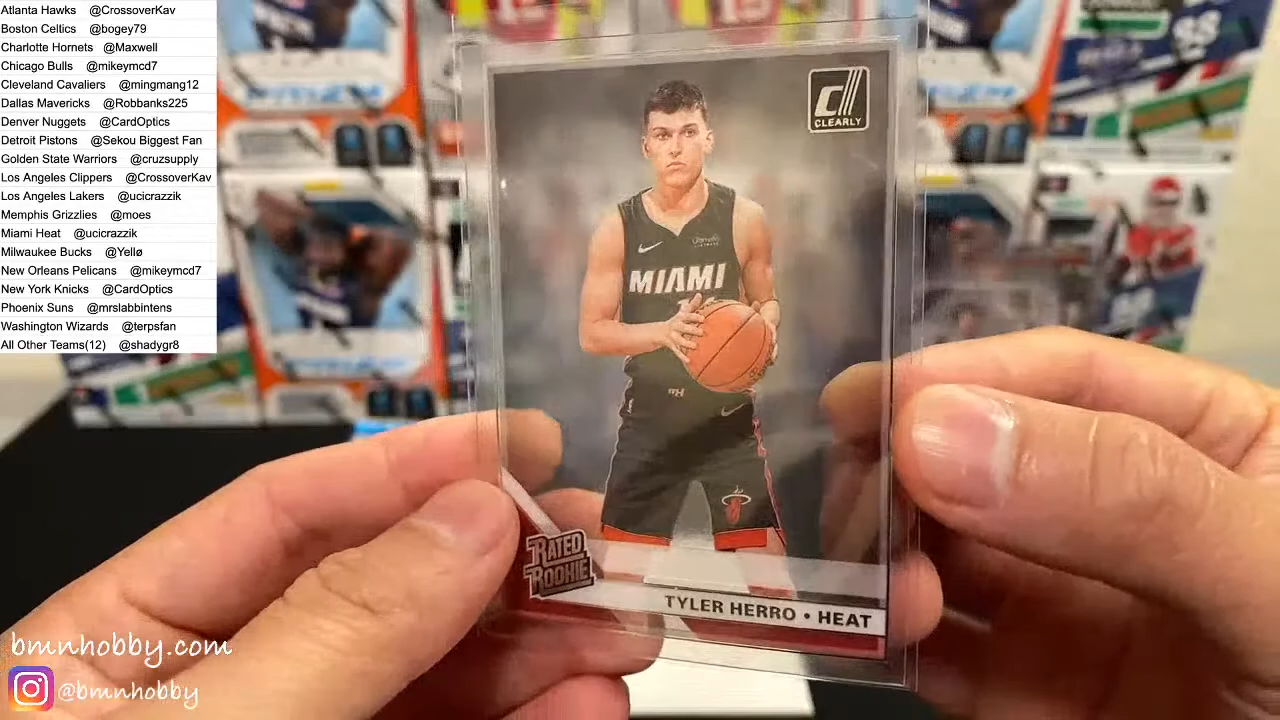 Atlanta Hawks @CrossoverKav
Boston Celtics @bogey79
Charlotte Hornets @Maxwell
Chicago Bulls @mikeymcd7
Cleveland Cavaliers @mingmang12
Dallas Mavericks @Robbanks225
Denver Nuggets @CardOptics
Detroit Pistons @Sekou Biggest Fan
Golden State Warriors @cruzsupply
Los Angeles Clippers @CrossoverKav
Los Angeles Lakers @ucicrazzik
Memphis Grizzlies @moes
Miami Heat @ucicrazzik
Milwaukee Bucks @Yellø
New Orleans Pelicans @mikeymcd7
New York Knicks @CardOptics
Phoenix Suns @mrslabbintens
Washington Wizards @terpsfan
All Other Teams(12) @shadygr8
CLEARLY
MIAMI
RATED
ROOKIE
TYLER HERRO • HEAT
bmnhobby.com
@bmnhobby